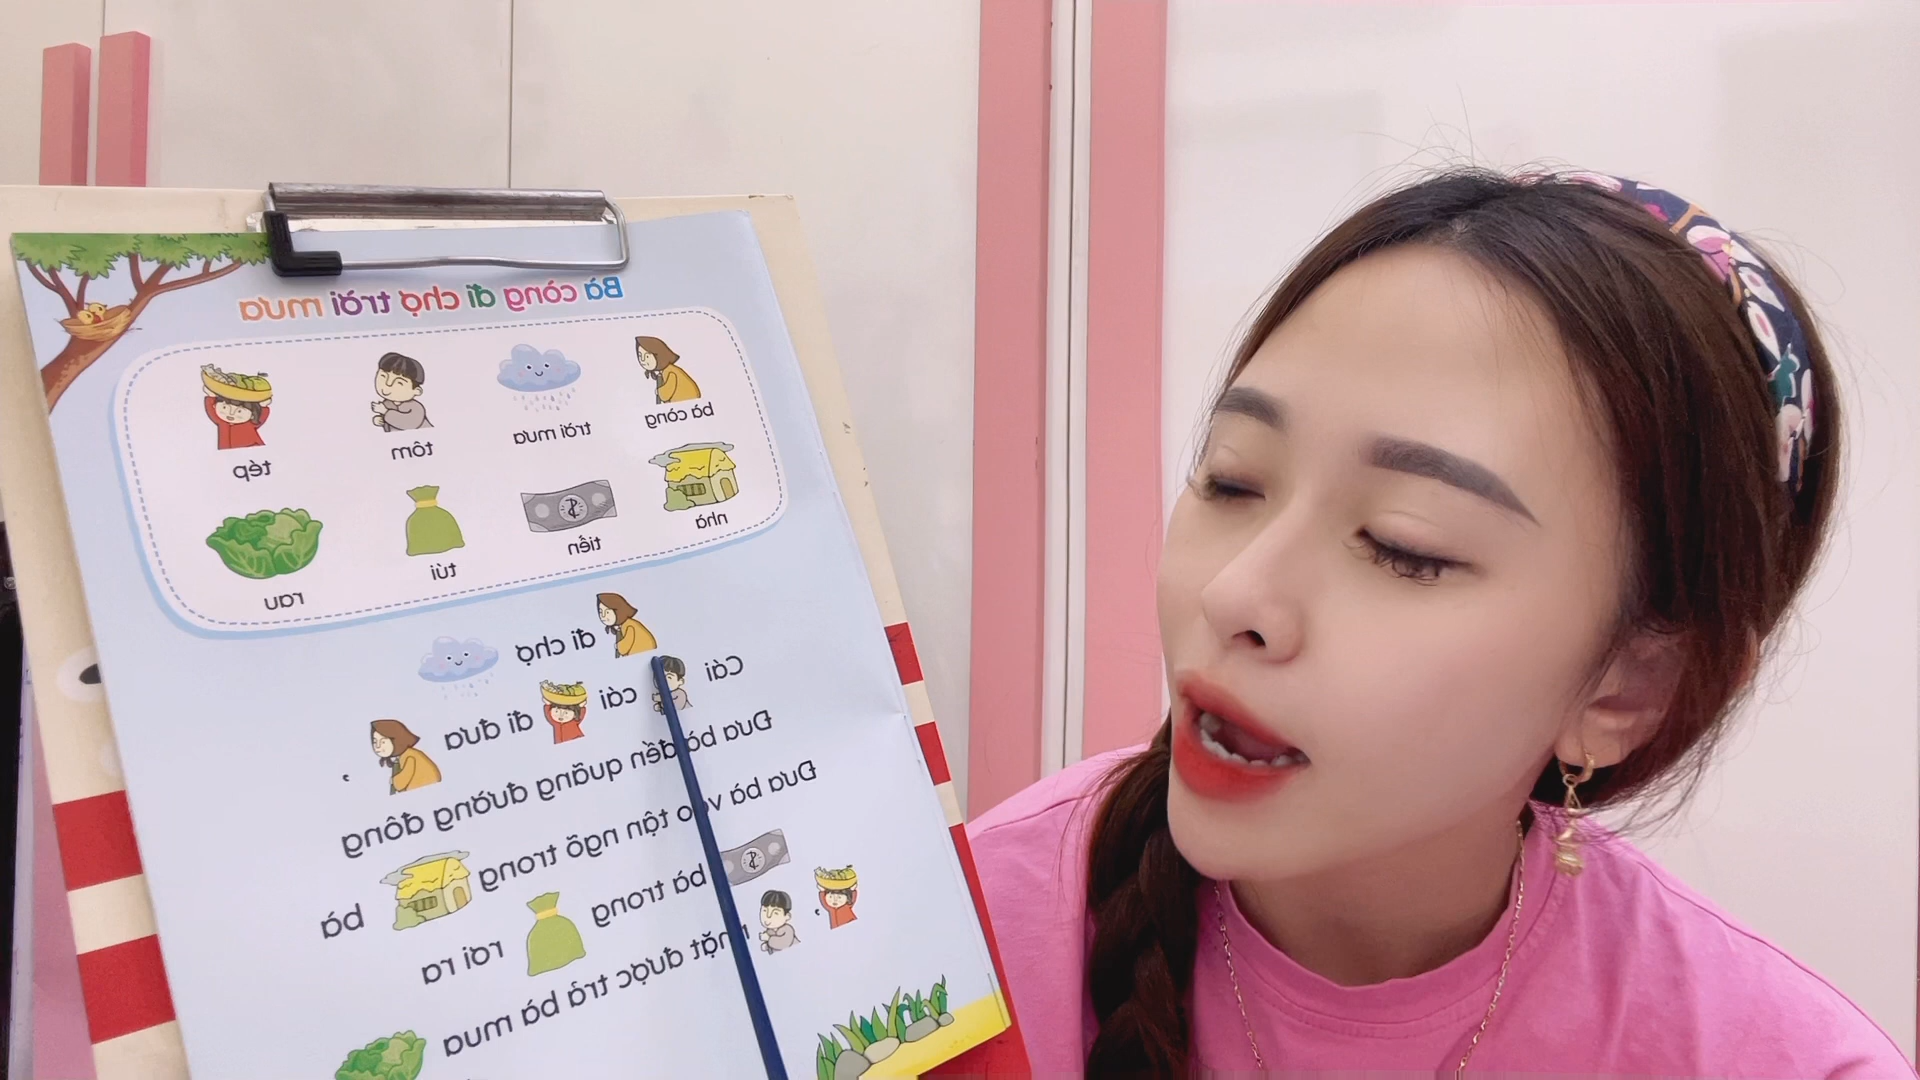 Bà còng đi chợ trời mưa
bà còng
trời mưa
tôm
tép
nhà
tiền
túi
rau
đi chợ
Cái cái đi đưa ,
Đưa bà đến quãng đường đông
Đưa bà vào tận ngõ trong bà
bà trong rơi ra
, nhặt được trả bà mua